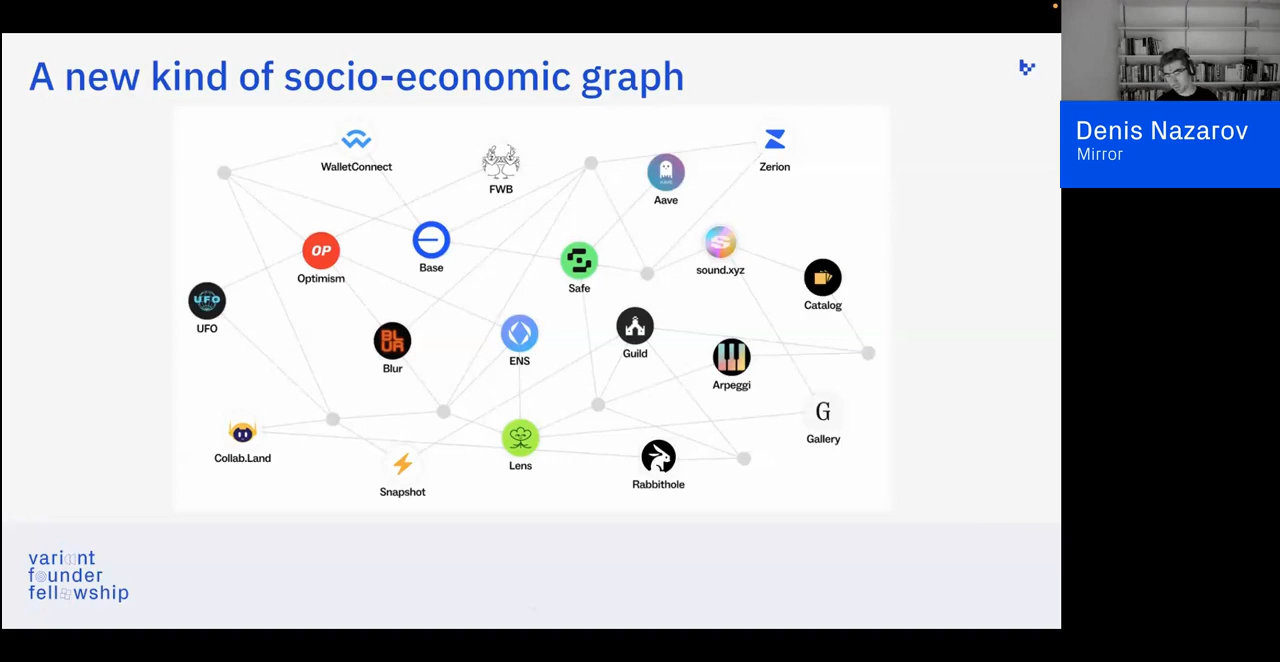 A new kind of socio-economic graph
Denis Nazarov
Mirror
WalletConnect
FWB
Zerion
Aave
OP
Optimism
Base
Safe
sound.xyz
Catalog
UFO
UFO
BLUR
Blur
ENS
Guild
Arpeggi
G
Gallery
Collab.Land
Snapshot
Lens
Rabbithole
variant
founder
fellowship